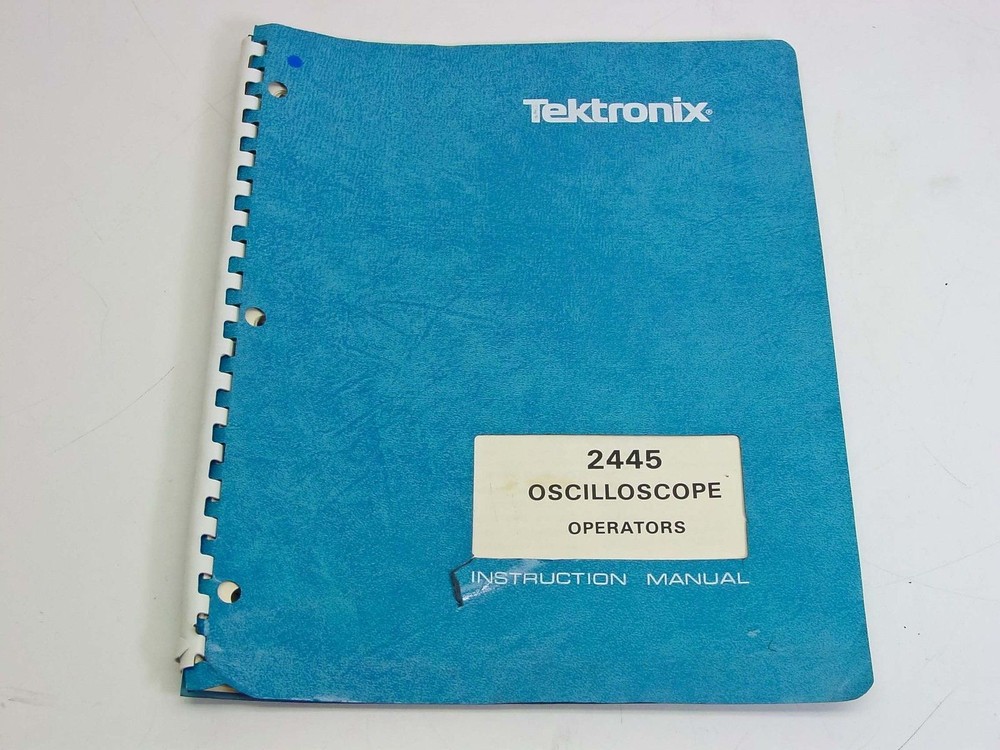 Tektronix®
2445
OSCILLOSCOPE
OPERATORS
INSTRUCTION MANUAL